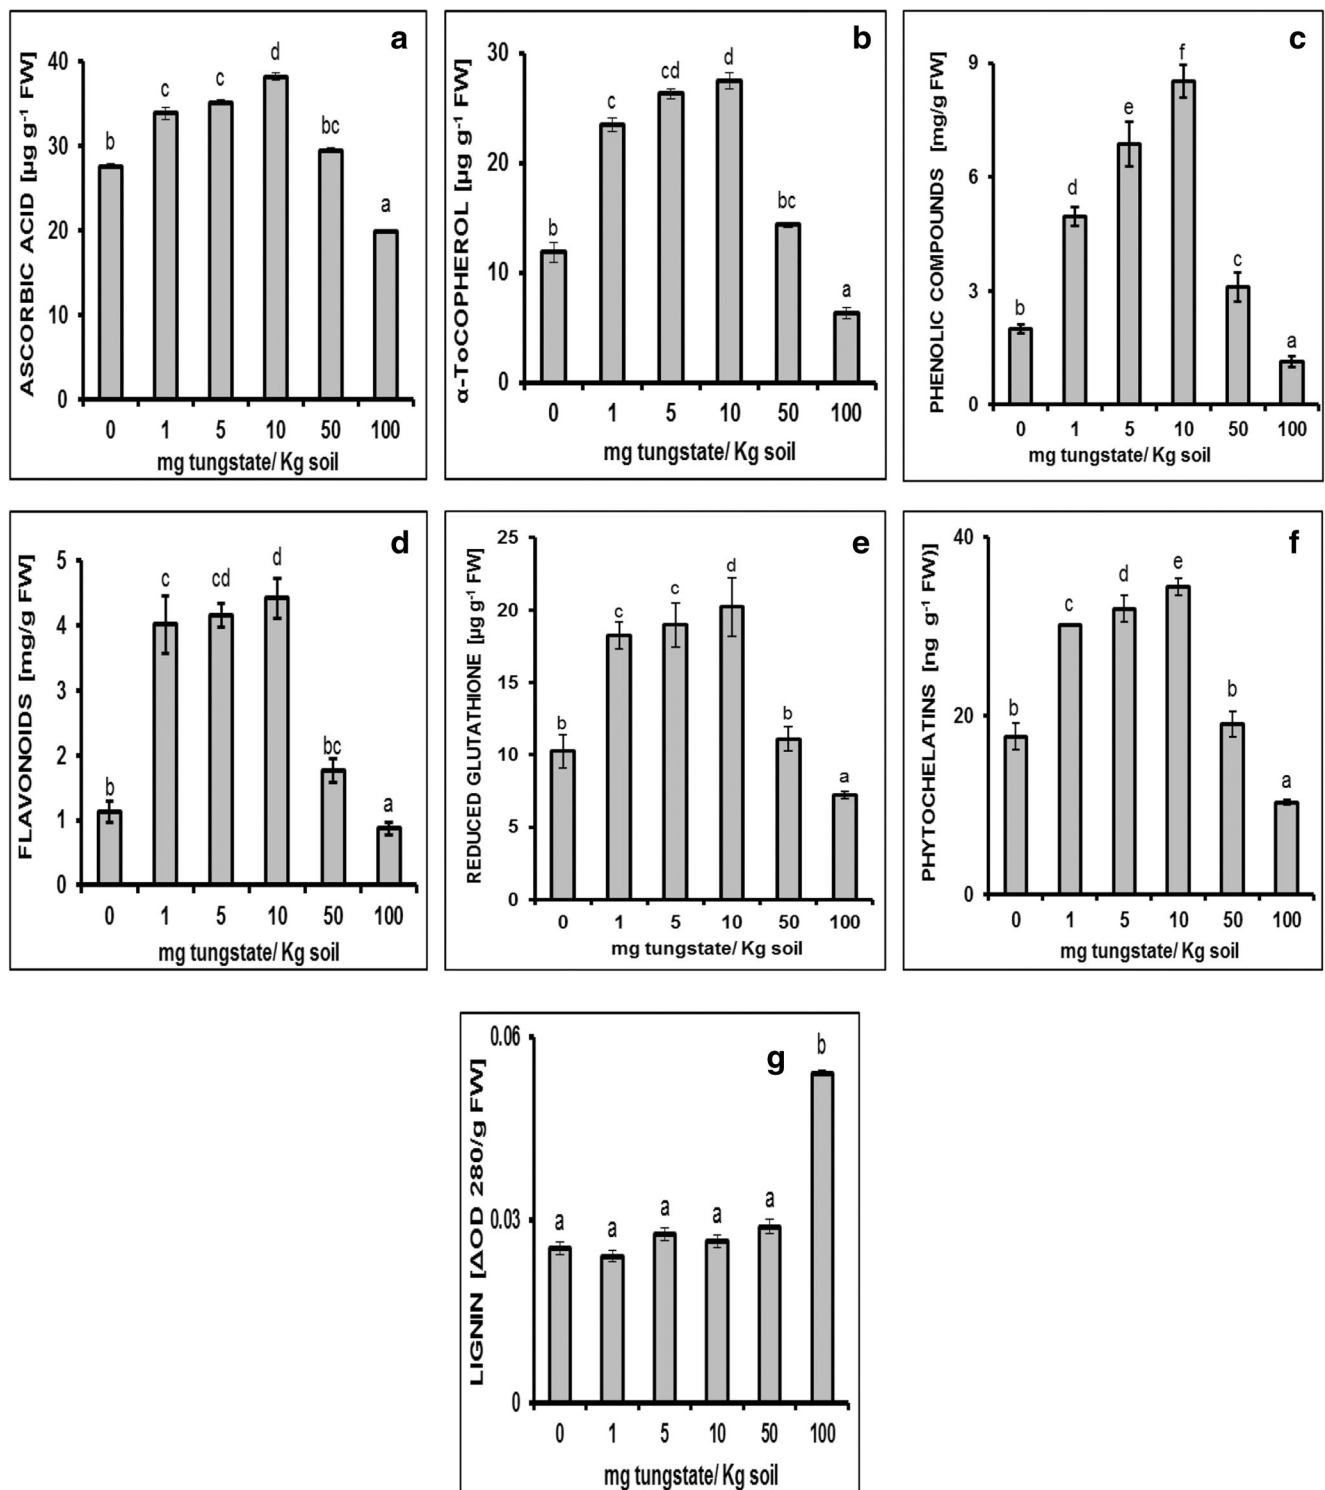 a
ASCORBIC ACID [µg g-1 FW]
40
30
20
10
0
b
c
c
d
bc
a
0 1 5 10 50 100
mg tungstate/ Kg soil
b
α-ToCOPHEROL [µg g-1 FW]
30
20
10
0
b
c
cd
d
bc
a
0 1 5 10 50 100
mg tungstate/ Kg soil
c
PHENOLIC COMPOUNDS [mg/g FW]
9
6
3
0
b
d
e
f
c
a
0 1 5 10 50 100
mg tungstate/ Kg soil
d
FLAVONOIDS [mg/g FW]
5
4
3
2
1
0
b
c
cd
d
bc
a
0 1 5 10 50 100
mg tungstate/ Kg soil
e
REDUCED GLUTATHIONE [µg g-1 FW]
25
20
15
10
5
0
b
c
c
d
b
a
0 1 5 10 50 100
mg tungstate/ Kg soil
f
PHYTOCHELATINS [ng g-1 FW)]
40
20
0
b
c
d
e
b
a
0 1 5 10 50 100
mg tungstate/ Kg soil
g
LIGNIN [ΔOD 280/g FW]
0.06
0.03
0
a
a
a
a
a
b
0 1 5 10 50 100
mg tungstate/ Kg soil